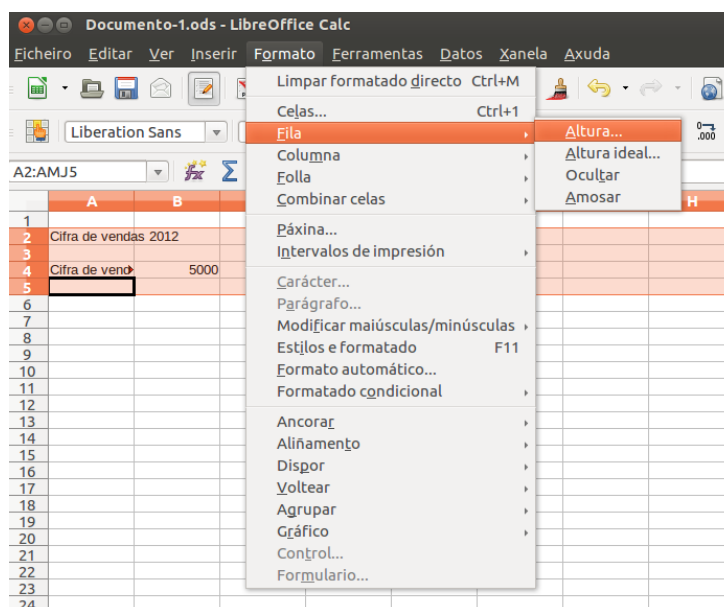 Documento-1.ods - LibreOffice Calc
Eicheiro Editar Ver Inserir Formato Ferramentas Datos Xanela Axuda
Limpar formatado directo Ctrl+M
Celas... Ctrl+1
Liberation Sans
Fila
Altura...
.000
Columna
Altura ideal...
A2:AMJ5
Folla
Ocultar
Combinar celas
Amosar
A B H
Páxina...
1
2 Cifra de vendas 2012
Intervalos de impresión
3
4 Cifra de vend 5000
Carácter...
5
Parágrafo...
6
7
Modificar maiúsculas/minúsculas
8
Estilos e formatado F11
9
10
Formato automático...
11
Formatado condicional
12
13
Ancorar
14
Aliñamento
15
16
Dispor
17
Voltear
18
Agrupar
19
20
Gráfico
21
Control...
22
Formulario...
23
24